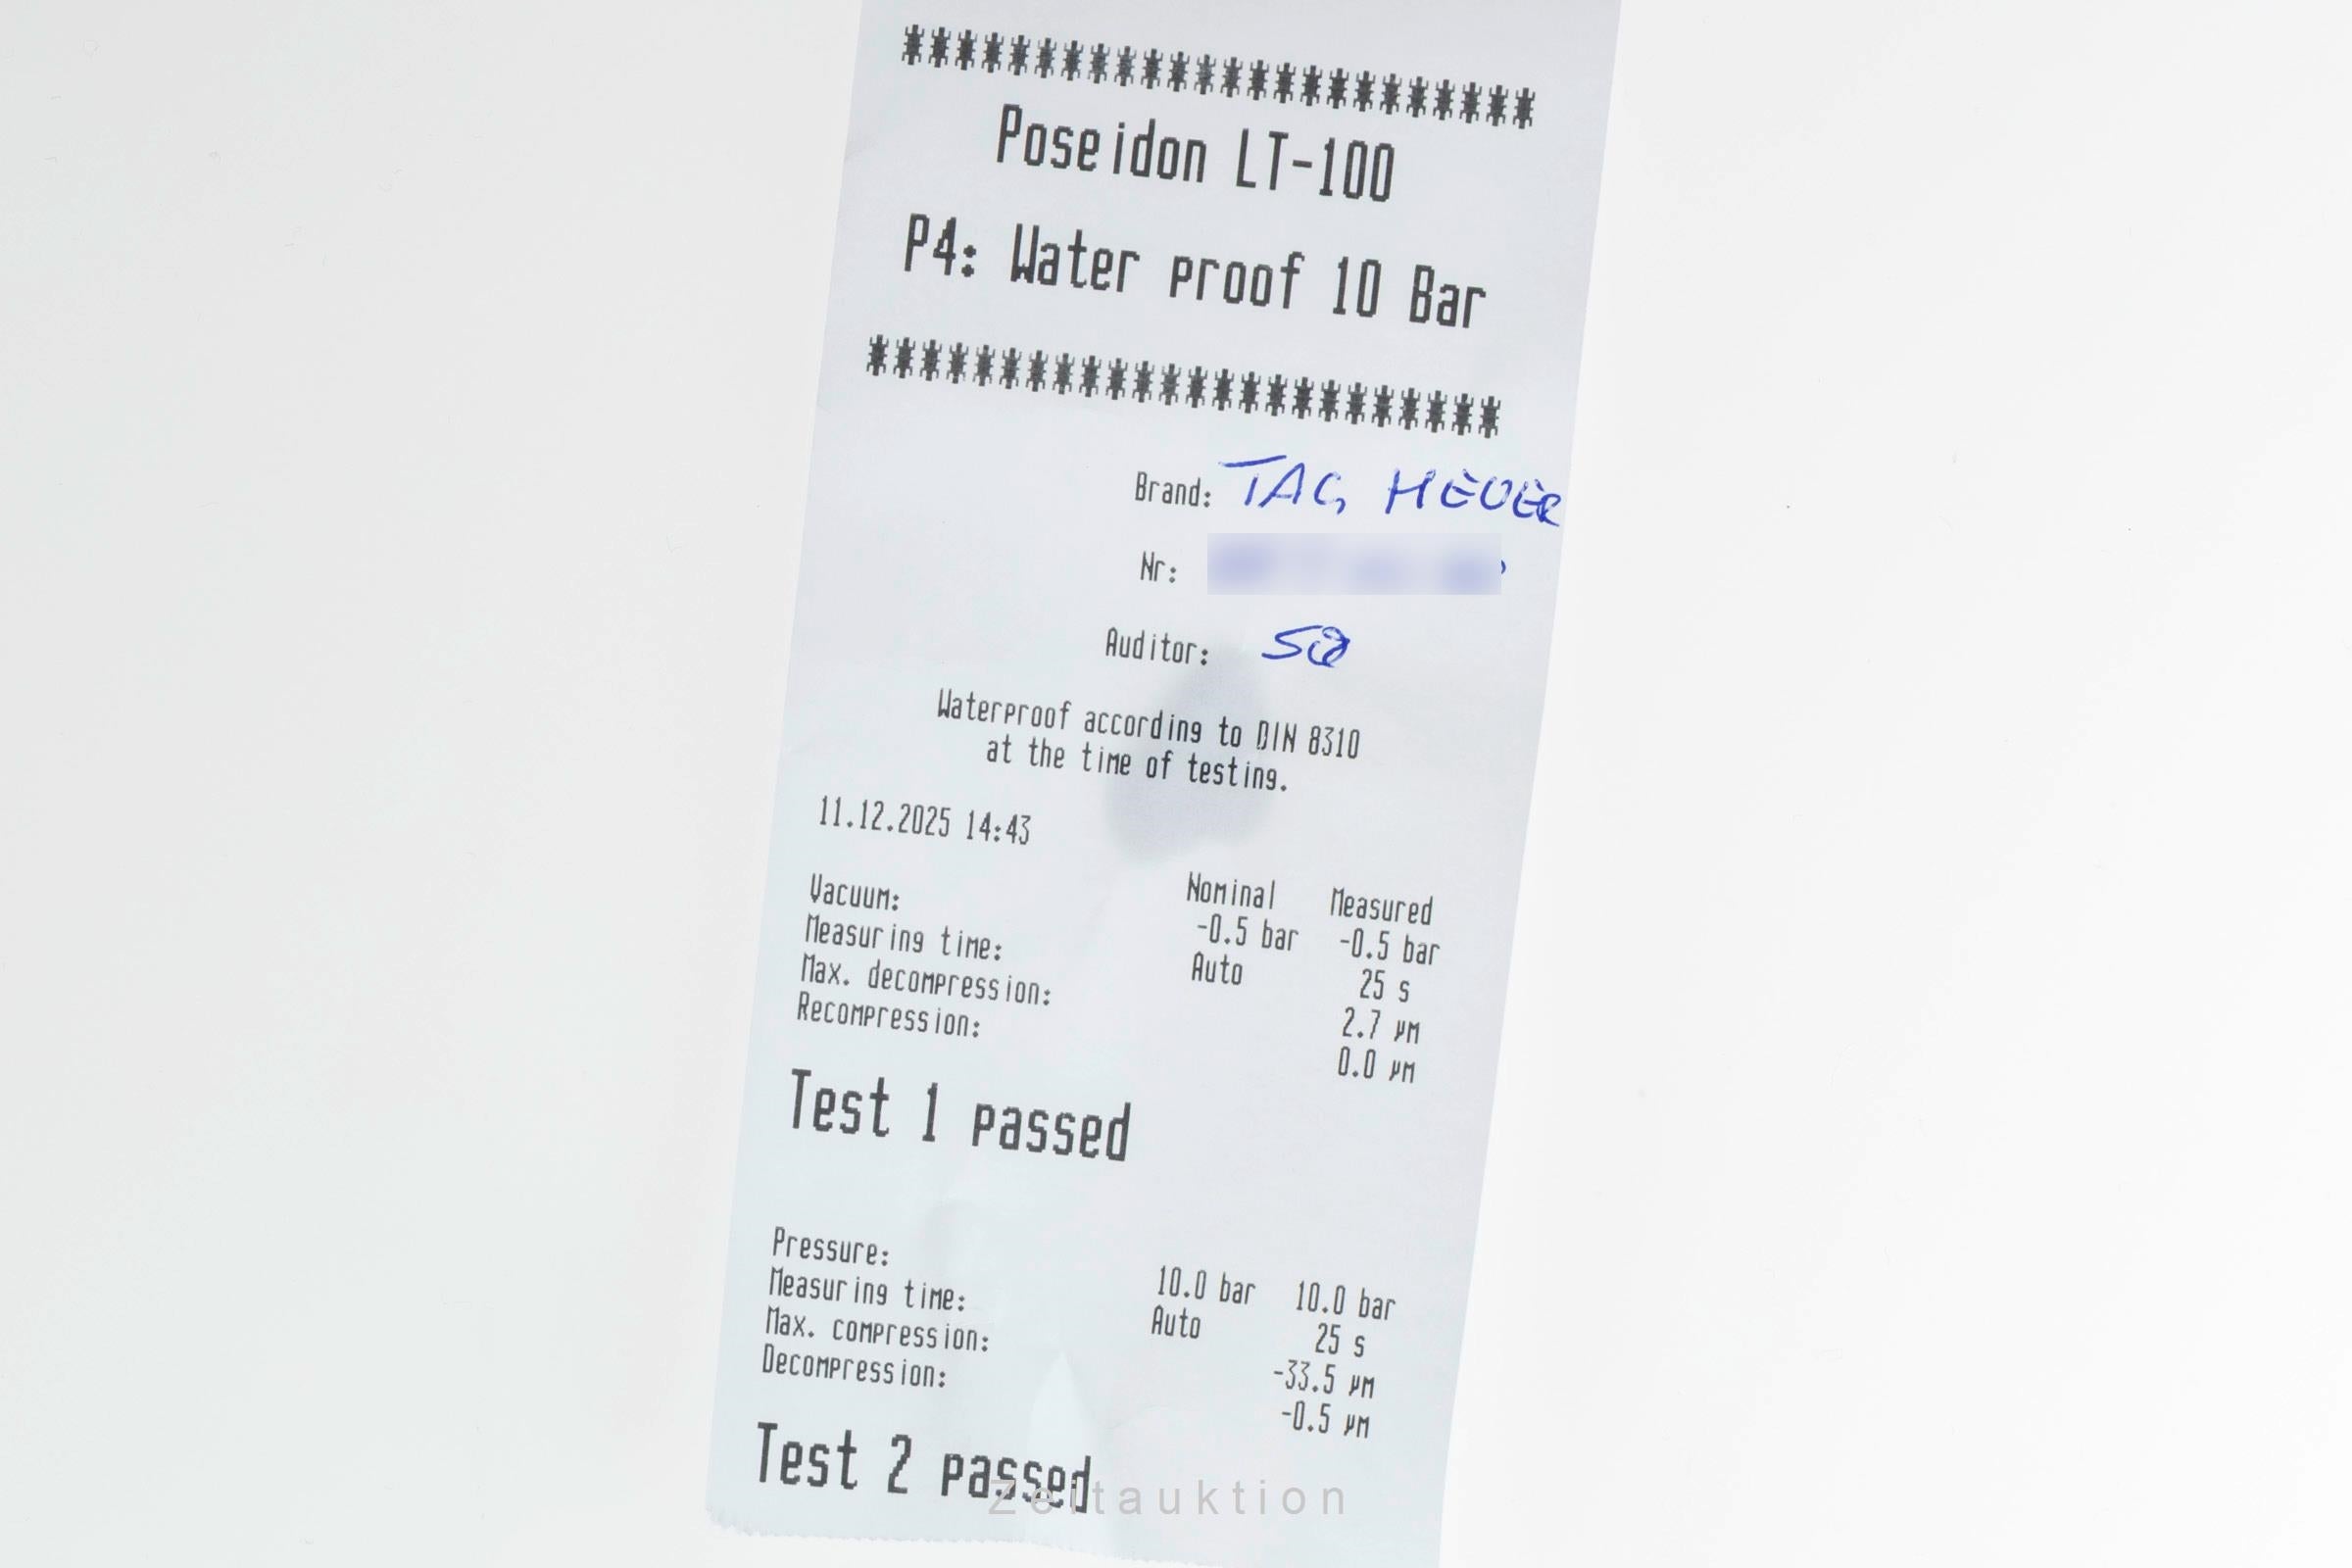 ************************
Poseidon LT-100
P4: Water proof 10 Bar
************************
Brand: TAG HEUER
Nr:
Auditor:
Waterproof according to DIN 8310
at the time of testing.
11.12.2025 14:43
Nominal Measured
Vacuum: -0.5 bar -0.5 bar
Measuring time: Auto 25 s
Max. decompression: 2.7 µm
Recompression: 0.0 µm
Test 1 passed
Pressure: 10.0 bar 10.0 bar
Measuring time: Auto 25 s
Max. compression: -33.5 µm
Decompression: -0.5 µm
Test 2 passed
Zeitauktion